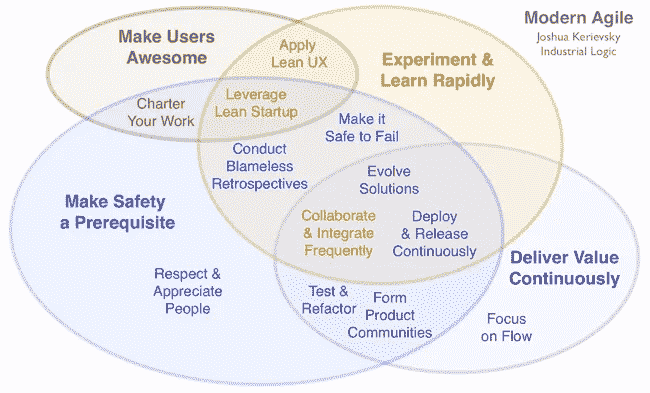 Modern Agile
Joshua Kerievsky
Industrial Logic
Make Users
Awesome
Apply
Lean UX
Experiment &
Learn Rapidly
Charter
Your Work
Leverage
Lean Startup
Make it
Safe to Fail
Conduct
Blameless
Retrospectives
Evolve
Solutions
Make Safety
a Prerequisite
Collaborate
& Integrate
Frequently
Deploy
& Release
Continuously
Deliver Value
Continuously
Respect &
Appreciate
People
Test &
Refactor
Form
Product
Communities
Focus
on Flow